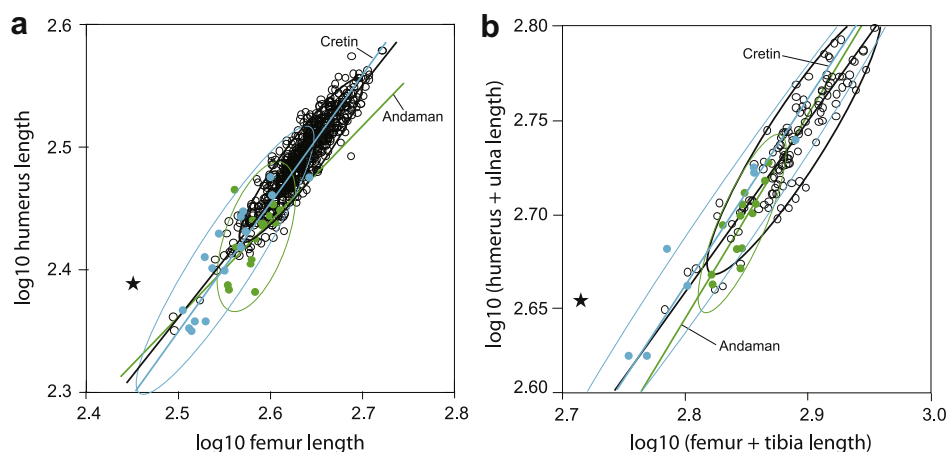 a
2.6
2.5
2.4
2.3
2.4
2.5
2.6
2.7
2.8
log10 humerus length
log10 femur length
Cretin
Andaman
b
2.80
2.80
2.70
2.65
2.60
2.7
2.8
2.9
3.0
log10 (humerus + ulna length)
log10 (femur + tibia length)
Cretin
Andaman